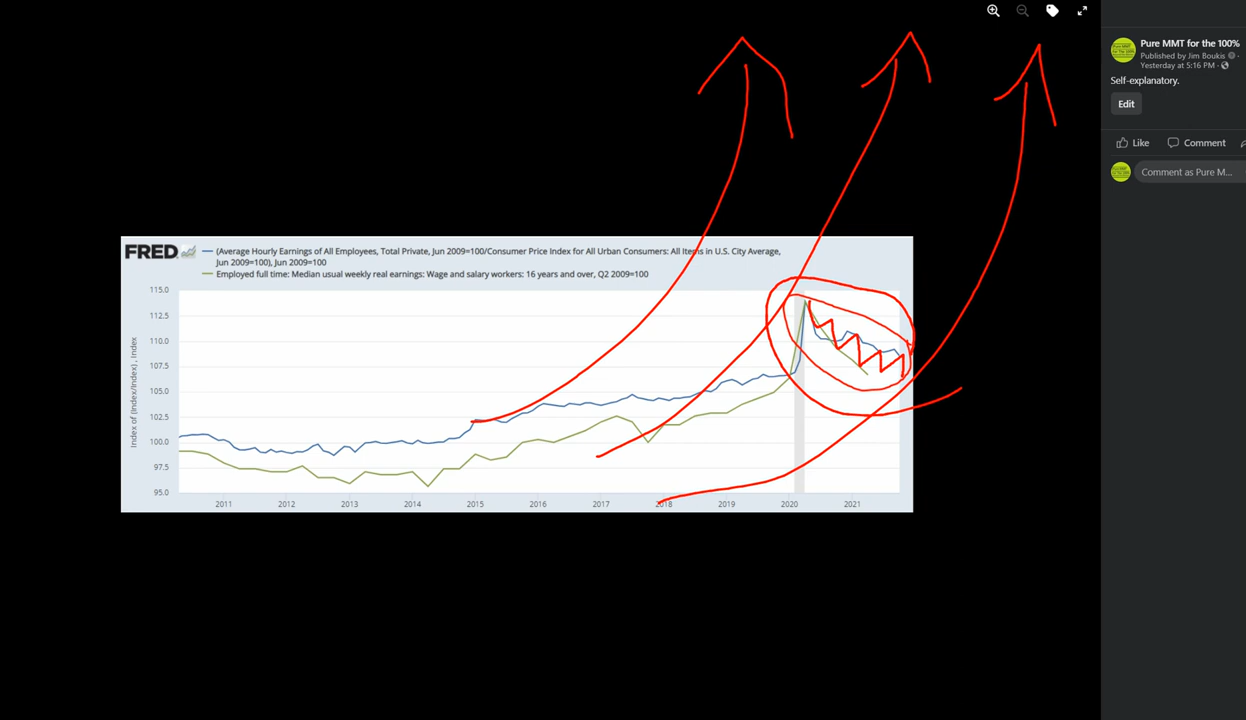 Pure MMT for the 100%
Published by Jim Boukis
Yesterday at 5:16 PM ·
Self-explanatory.
Edit
Like
Comment
Comment as Pure M...
FRED
(Average Hourly Earnings of All Employees, Total Private, Jun 2009=100/Consumer Price Index for All Urban Consumers: All Items in U.S. City Average,
Jun 2009=100), Jun 2009=100
Employed full time: Median usual weekly real earnings: Wage and salary workers: 16 years and over, Q2 2009=100
Index of (Index/Index) , Index
115.0
112.5
110.0
107.5
105.0
102.5
100.0
97.5
95.0
2011
2012
2013
2014
2015
2016
2017
2018
2019
2020
2021